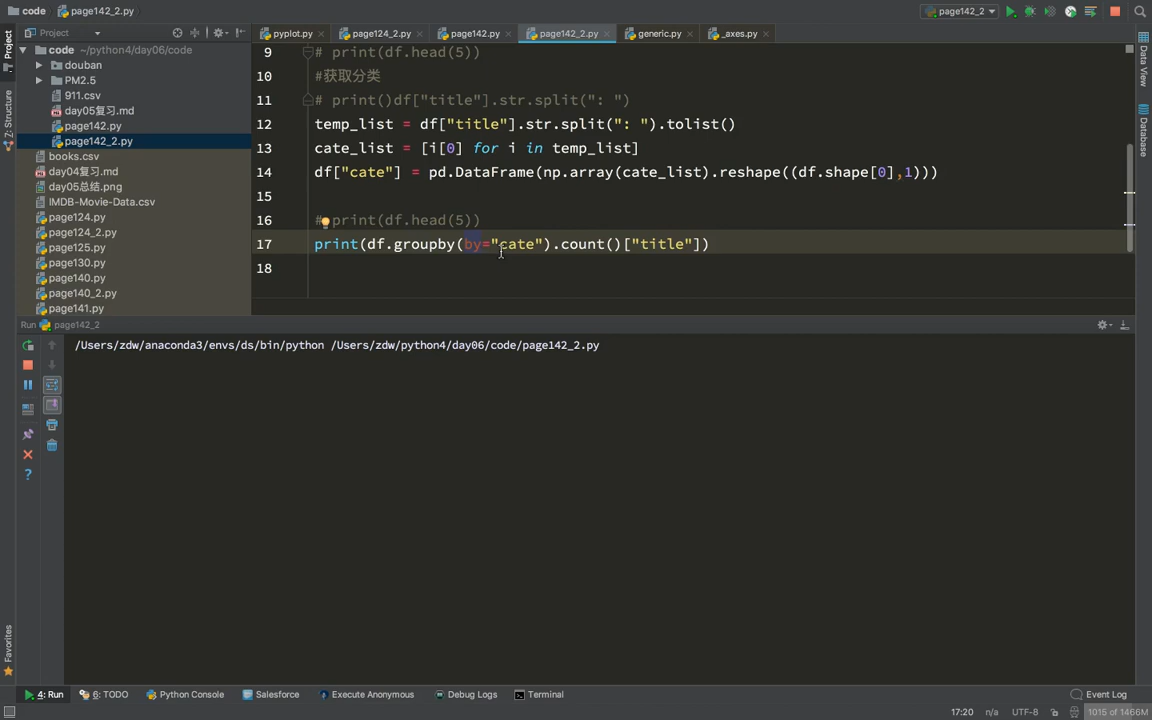 code page142_2.py
page142_2
Project
pyplot.py page124_2.py page142.py page142_2.py generic.py _axes.py
code ~/python4/day06/code
douban
PM2.5
911.csv
day05复习.md
page142.py
page142_2.py
books.csv
day04复习.md
day05总结.png
IMDB-Movie-Data.csv
page124.py
page124_2.py
page125.py
page130.py
page140.py
page140_2.py
page141.py
9 # print(df.head(5))
10 #获取分类
11 # print()df["title"].str.split(": ")
12 temp_list = df["title"].str.split(": ").tolist()
13 cate_list = [i[0] for i in temp_list]
14 df["cate"] = pd.DataFrame(np.array(cate_list).reshape((df.shape[0],1)))
15
16 # print(df.head(5))
17 print(df.groupby(by="cate").count()["title"])
18
Project
Z: Structure
Favorites
Data View
Database
Run page142_2
/Users/zdw/anaconda3/envs/ds/bin/python /Users/zdw/python4/day06/code/page142_2.py
4: Run 6: TODO Python Console Salesforce Execute Anonymous Debug Logs Terminal Event Log
17:20 n/a UTF-8 1015 of 1466M